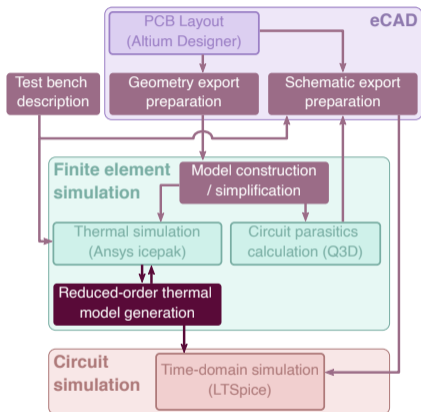 PCB Layout
(Altium Designer)
eCAD
Test bench
description
Geometry export
preparation
Schematic export
preparation
Finite element
simulation
Model construction
/ simplification
Thermal simulation
(Ansys icepak)
Circuit parasitics
calculation (Q3D)
Reduced-order thermal
model generation
Circuit
simulation
Time-domain simulation
(LTSpice)